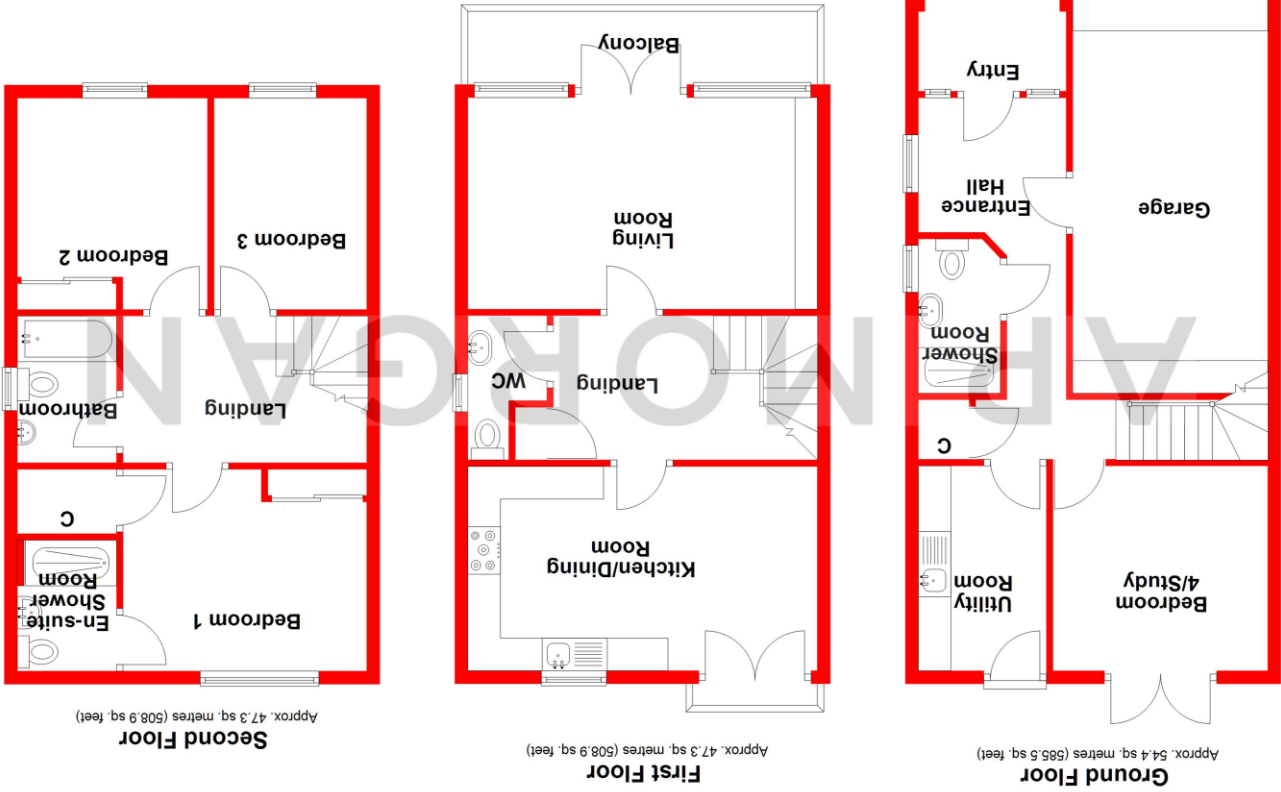 Ground Floor
Approx. 54.4 sq. metres (585.5 sq. feet)
Bedroom
4/Study
Utility
Room
C
Shower
Room
Garage
Entrance
Hall
Entry
First Floor
Approx. 47.3 sq. metres (508.9 sq. feet)
Kitchen/Dining
Room
Landing
WC
Living
Room
Balcony
Second Floor
Approx. 47.3 sq. metres (508.9 sq. feet)
Bedroom 1
En-suite
Shower
Room
C
Landing
Bathroom
Bedroom 3
Bedroom 2
AP MORGAN